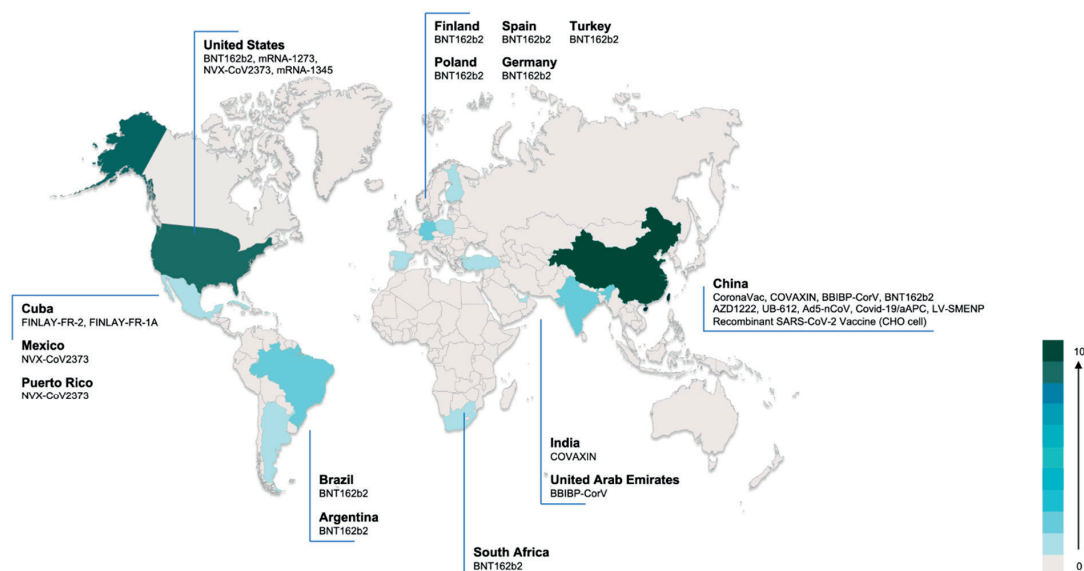 United States
BNT162b2, mRNA-1273,
NVX-CoV2373, mRNA-1345
Finland
BNT162b2
Spain
BNT162b2
Turkey
BNT162b2
Poland
BNT162b2
Germany
BNT162b2
Cuba
FINLAY-FR-2, FINLAY-FR-1A
Mexico
NVX-CoV2373
Puerto Rico
NVX-CoV2373
China
CoronaVac, COVAXIN, BBIBP-CorV, BNT162b2
AZD1222, UB-612, Ad5-nCoV, Covid-19/aAPC, LV-SMENP
Recombinant SARS-CoV-2 Vaccine (CHO cell)
Brazil
BNT162b2
Argentina
BNT162b2
India
COVAXIN
United Arab Emirates
BBIBP-CorV
South Africa
BNT162b2
10
0